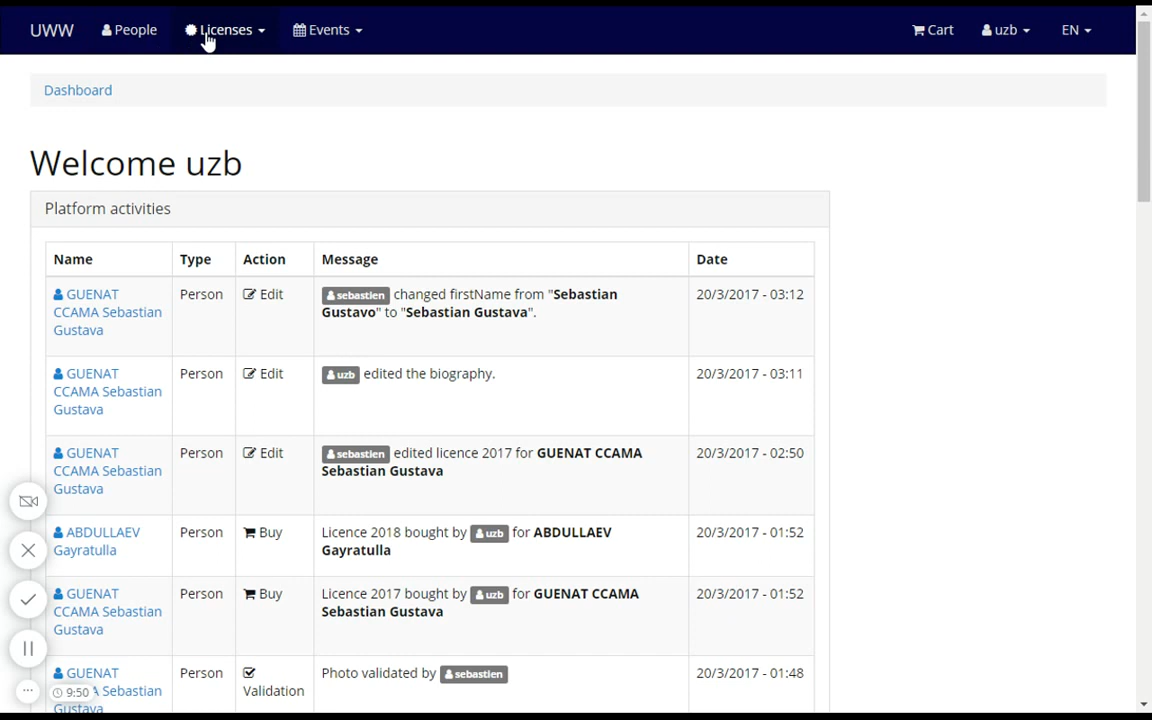 UWW People Licenses Events Cart uzb EN
Dashboard
Welcome uzb
Platform activities
Name Type Action Message Date
GUENAT Person Edit sebastien changed firstName from "Sebastian 20/3/2017 - 03:12
CCAMA Sebastian Gustavo" to "Sebastian Gustava".
Gustava
GUENAT Person Edit uzb edited the biography. 20/3/2017 - 03:11
CCAMA Sebastian
Gustava
GUENAT Person Edit sebastien edited licence 2017 for GUENAT CCAMA 20/3/2017 - 02:50
CCAMA Sebastian Sebastian Gustava
Gustava
ABDULLAEV Person Buy Licence 2018 bought by uzb for ABDULLAEV 20/3/2017 - 01:52
Gayratulla Gayratulla
GUENAT Person Buy Licence 2017 bought by uzb for GUENAT CCAMA 20/3/2017 - 01:52
CCAMA Sebastian Sebastian Gustava
Gustava
GUENAT Person Photo validated by sebastien 20/3/2017 - 01:48
9:50 A Sebastian Validation
Gustava